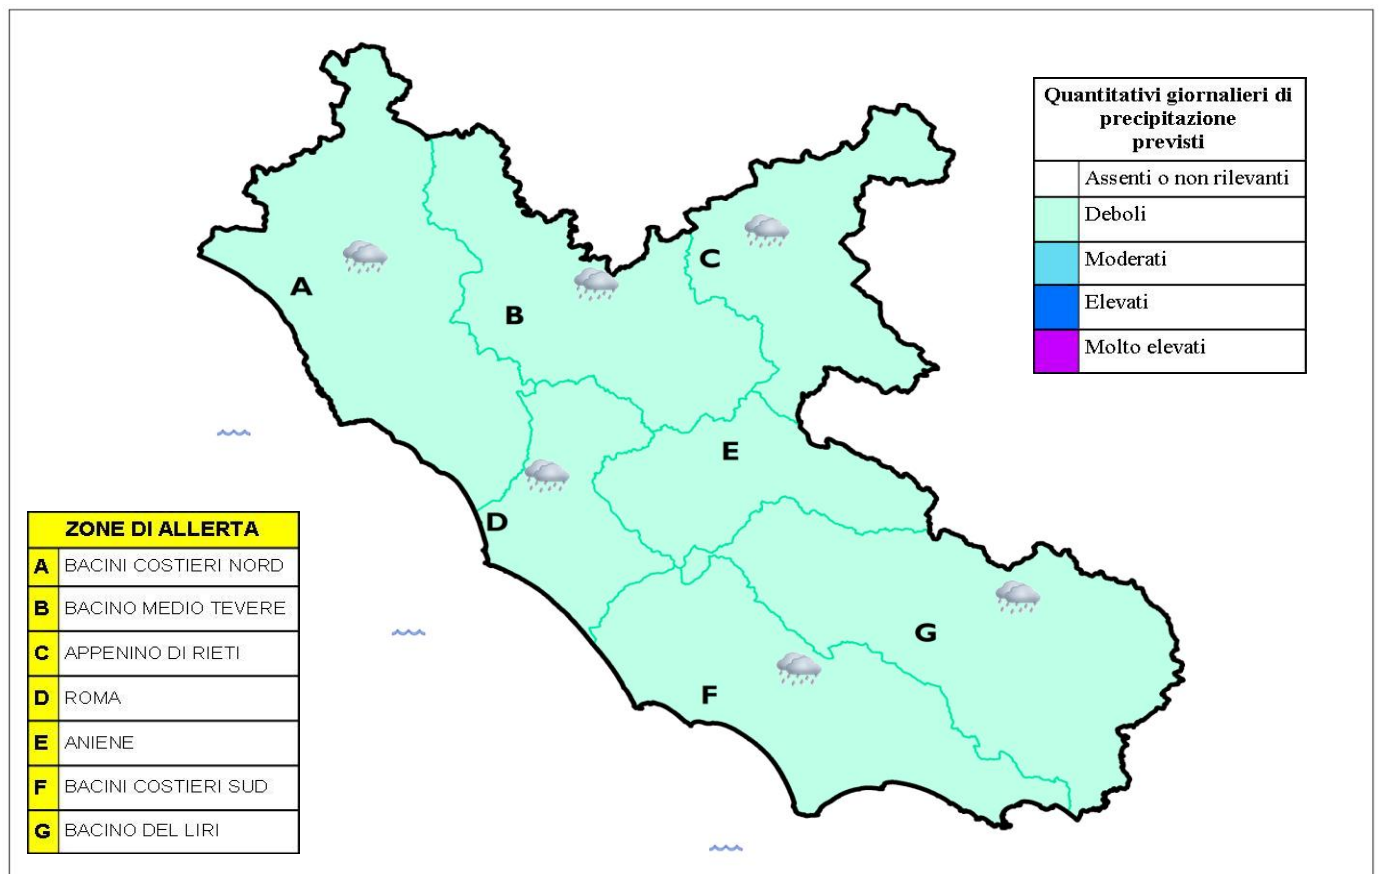 Quantitativi giornalieri di
precipitazione
previsti
Assenti o non rilevanti
Deboli
Moderati
Elevati
Molto elevati
A
B
C
D
E
F
G
ZONE DI ALLERTA
A BACINI COSTIERI NORD
B BACINO MEDIO TEVERE
C APPENINO DI RIETI
D ROMA
E ANIENE
F BACINI COSTIERI SUD
G BACINO DEL LIRI